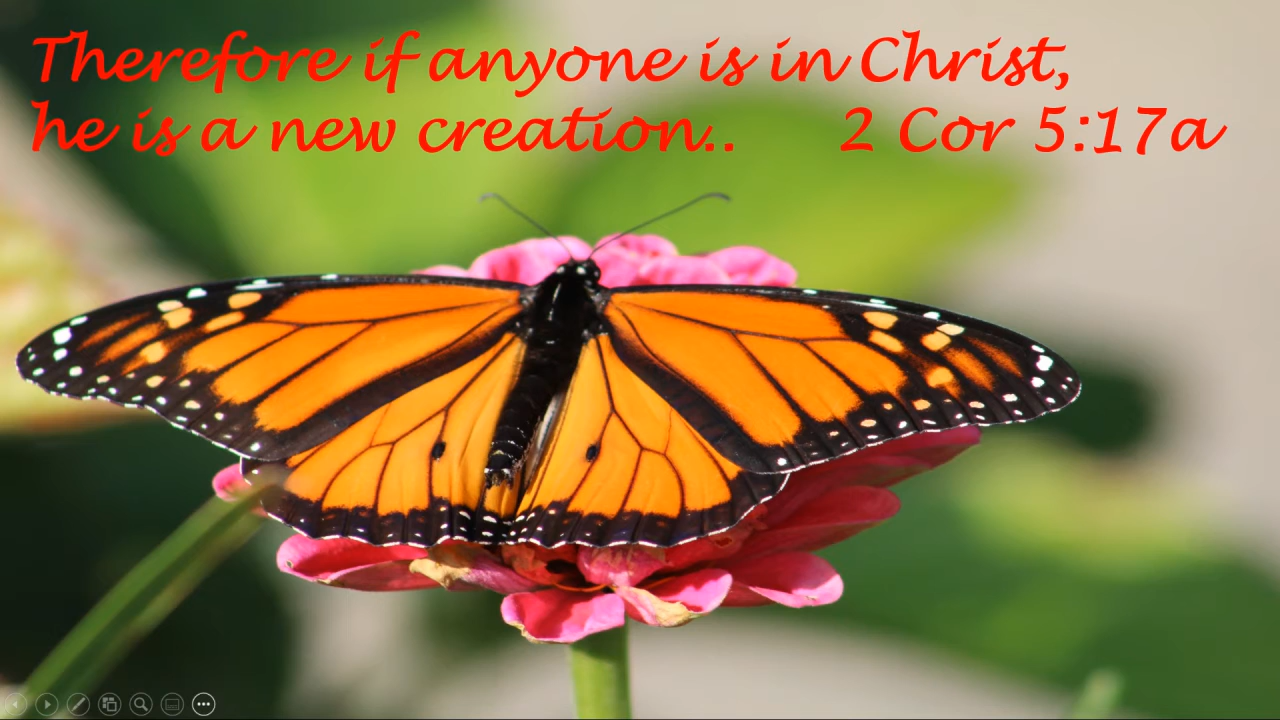 Therefore if anyone is in Christ,
he is a new creation.. 2 Cor 5:17a